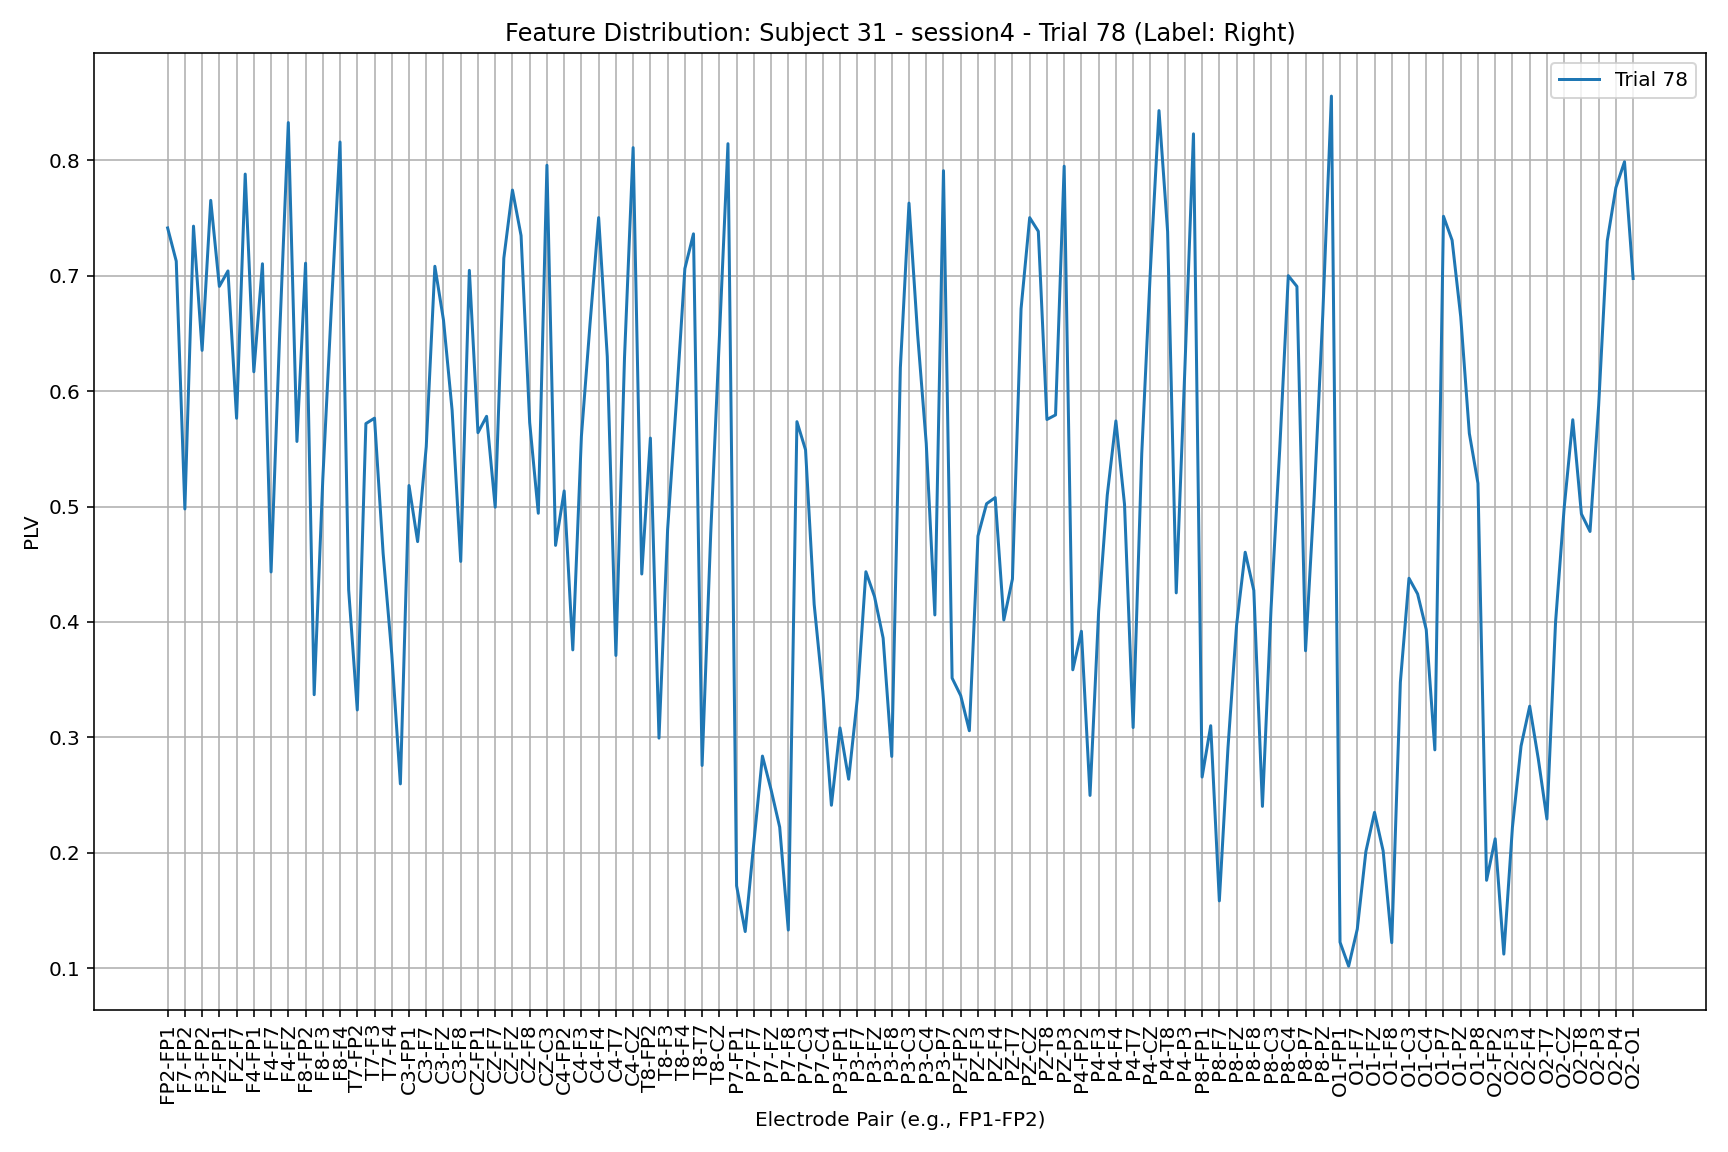 Feature Distribution: Subject 31 - session4 - Trial 78 (Label: Right)
Trial 78
PLV
0.8
0.7
0.6
0.5
0.4
0.3
0.2
0.1
FP2-FP1
F7-FP2
F3-FP2
FZ-FP1
FZ-F7
F4-FP1
F4-F7
F4-FZ
F8-FP2
F8-F3
F8-F4
T7-FP2
T7-F3
T7-F4
C3-FP1
C3-F7
C3-FZ
C3-F8
CZ-FP1
CZ-F7
CZ-FZ
CZ-F8
CZ-C3
C4-FP2
C4-F3
C4-F4
C4-T7
C4-CZ
T8-FP2
T8-F3
T8-F4
T8-T7
T8-CZ
P7-FP1
P7-F7
P7-FZ
P7-F8
P7-C3
P7-C4
P3-FP1
P3-F7
P3-FZ
P3-F8
P3-C3
P3-C4
P3-P7
PZ-FP2
PZ-F3
PZ-F4
PZ-T7
PZ-CZ
PZ-T8
PZ-P3
P4-FP2
P4-F3
P4-F4
P4-T7
P4-CZ
P4-T8
P4-P3
P8-FP1
P8-F7
P8-FZ
P8-F8
P8-C3
P8-C4
P8-P7
P8-PZ
O1-FP1
O1-F7
O1-FZ
O1-F8
O1-C3
O1-C4
O1-P7
O1-PZ
O1-P8
O2-FP2
O2-F3
O2-F4
O2-T7
O2-CZ
O2-T8
O2-P3
O2-P4
O2-O1
Electrode Pair (e.g., FP1-FP2)